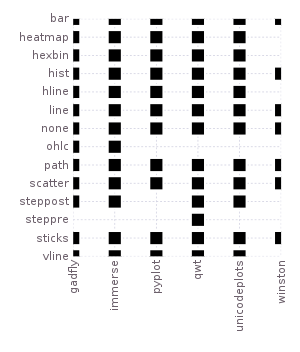 bar
heatmap
hexbin
hist
hline
line
none
ohlc
path
scatter
steppost
steppre
sticks
vline
gadfly
immerse
pyplot
qwt
unicodeplots
winston